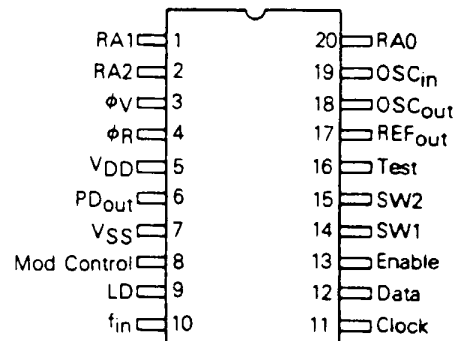 RA1 1 20 RA0
RA2 2 19 OSCin
ϕV 3 18 OSCout
ϕR 4 17 REFout
VDD 5 16 Test
PDout 6 15 SW2
VSS 7 14 SW1
Mod Control 8 13 Enable
LD 9 12 Data
fin 10 11 Clock